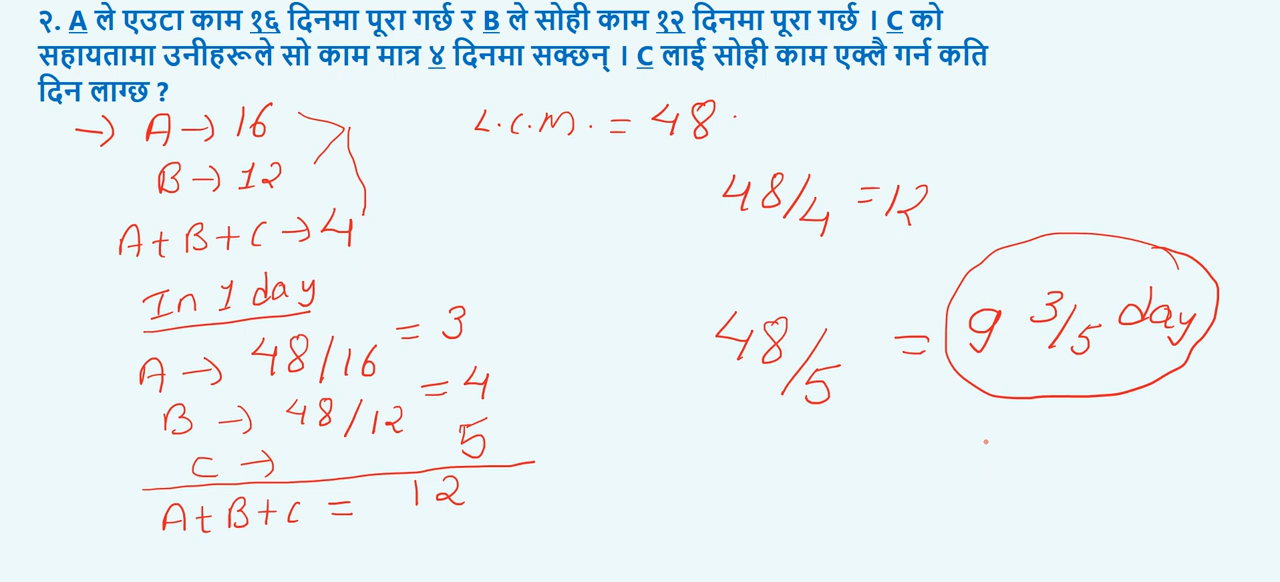 २. A ले एउटा काम १६ दिनमा पूरा गर्छ र B ले सोही काम १२ दिनमा पूरा गर्छ । C को
सहायतामा उनीहरूले सो काम मात्र ४ दिनमा सक्छन् । C लाई सोही काम एक्लै गर्न कति
दिन लाग्छ ?
→ A → 16
L.C.M. = 48
B → 12
48/4 = 12
A + B + C → 4
In 1 day
A → 48/16 = 3
48/5 = 9 3/5 day
B → 48/12 = 4
C → 5
A + B + C = 12